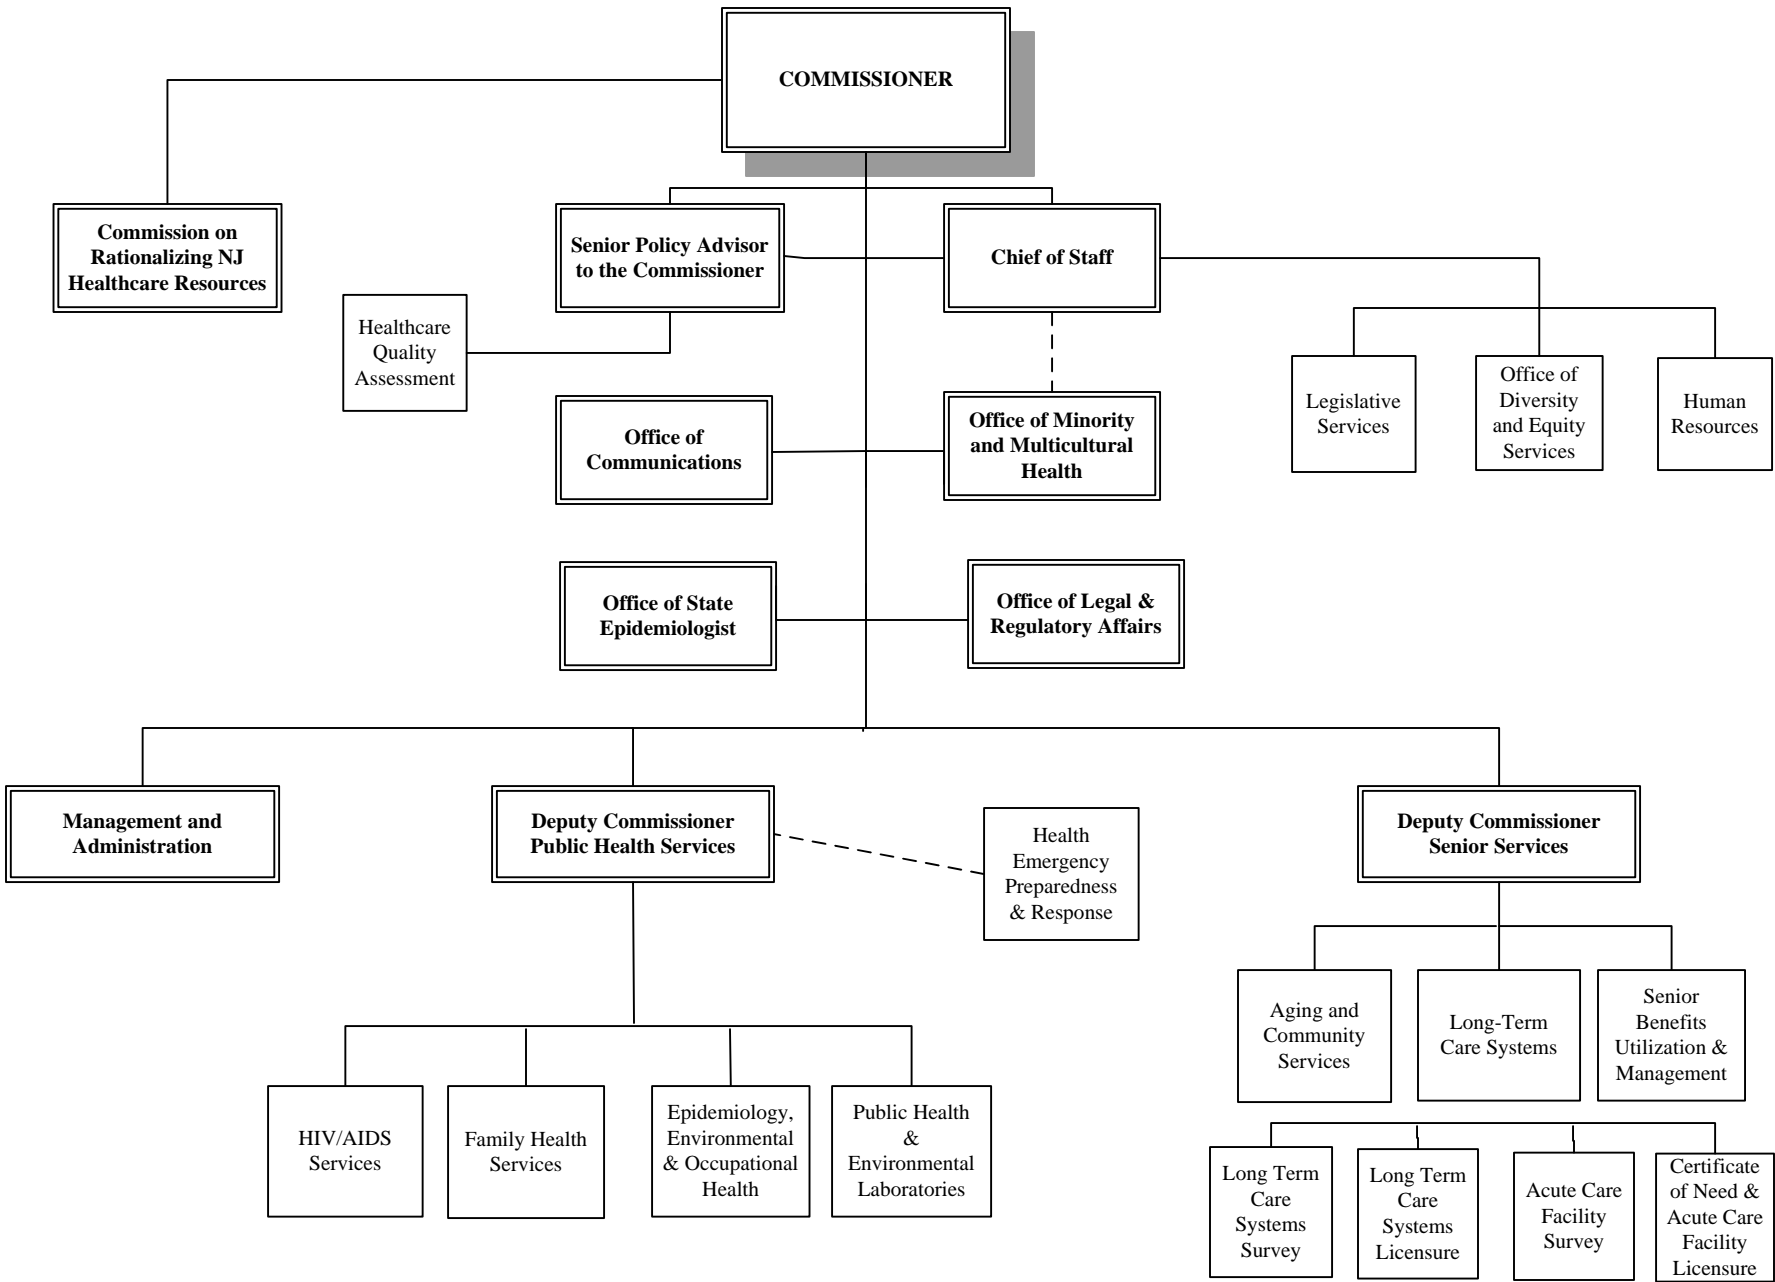 COMMISSIONER
Commission on
Rationalizing NJ
Healthcare Resources
Senior Policy Advisor
to the Commissioner
Chief of Staff
Healthcare
Quality
Assessment
Legislative
Services
Office of
Diversity
and Equity
Services
Human
Resources
Office of
Communications
Office of Minority
and Multicultural
Health
Office of State
Epidemiologist
Office of Legal &
Regulatory Affairs
Management and
Administration
Deputy Commissioner
Public Health Services
Health
Emergency
Preparedness
& Response
Deputy Commissioner
Senior Services
Aging and
Community
Services
Long-Term
Care Systems
Senior
Benefits
Utilization &
Management
HIV/AIDS
Services
Family Health
Services
Epidemiology,
Environmental
& Occupational
Health
Public Health
&
Environmental
Laboratories
Long Term
Care
Systems
Survey
Long Term
Care
Systems
Licensure
Acute Care
Facility
Survey
Certificate
of Need &
Acute Care
Facility
Licensure